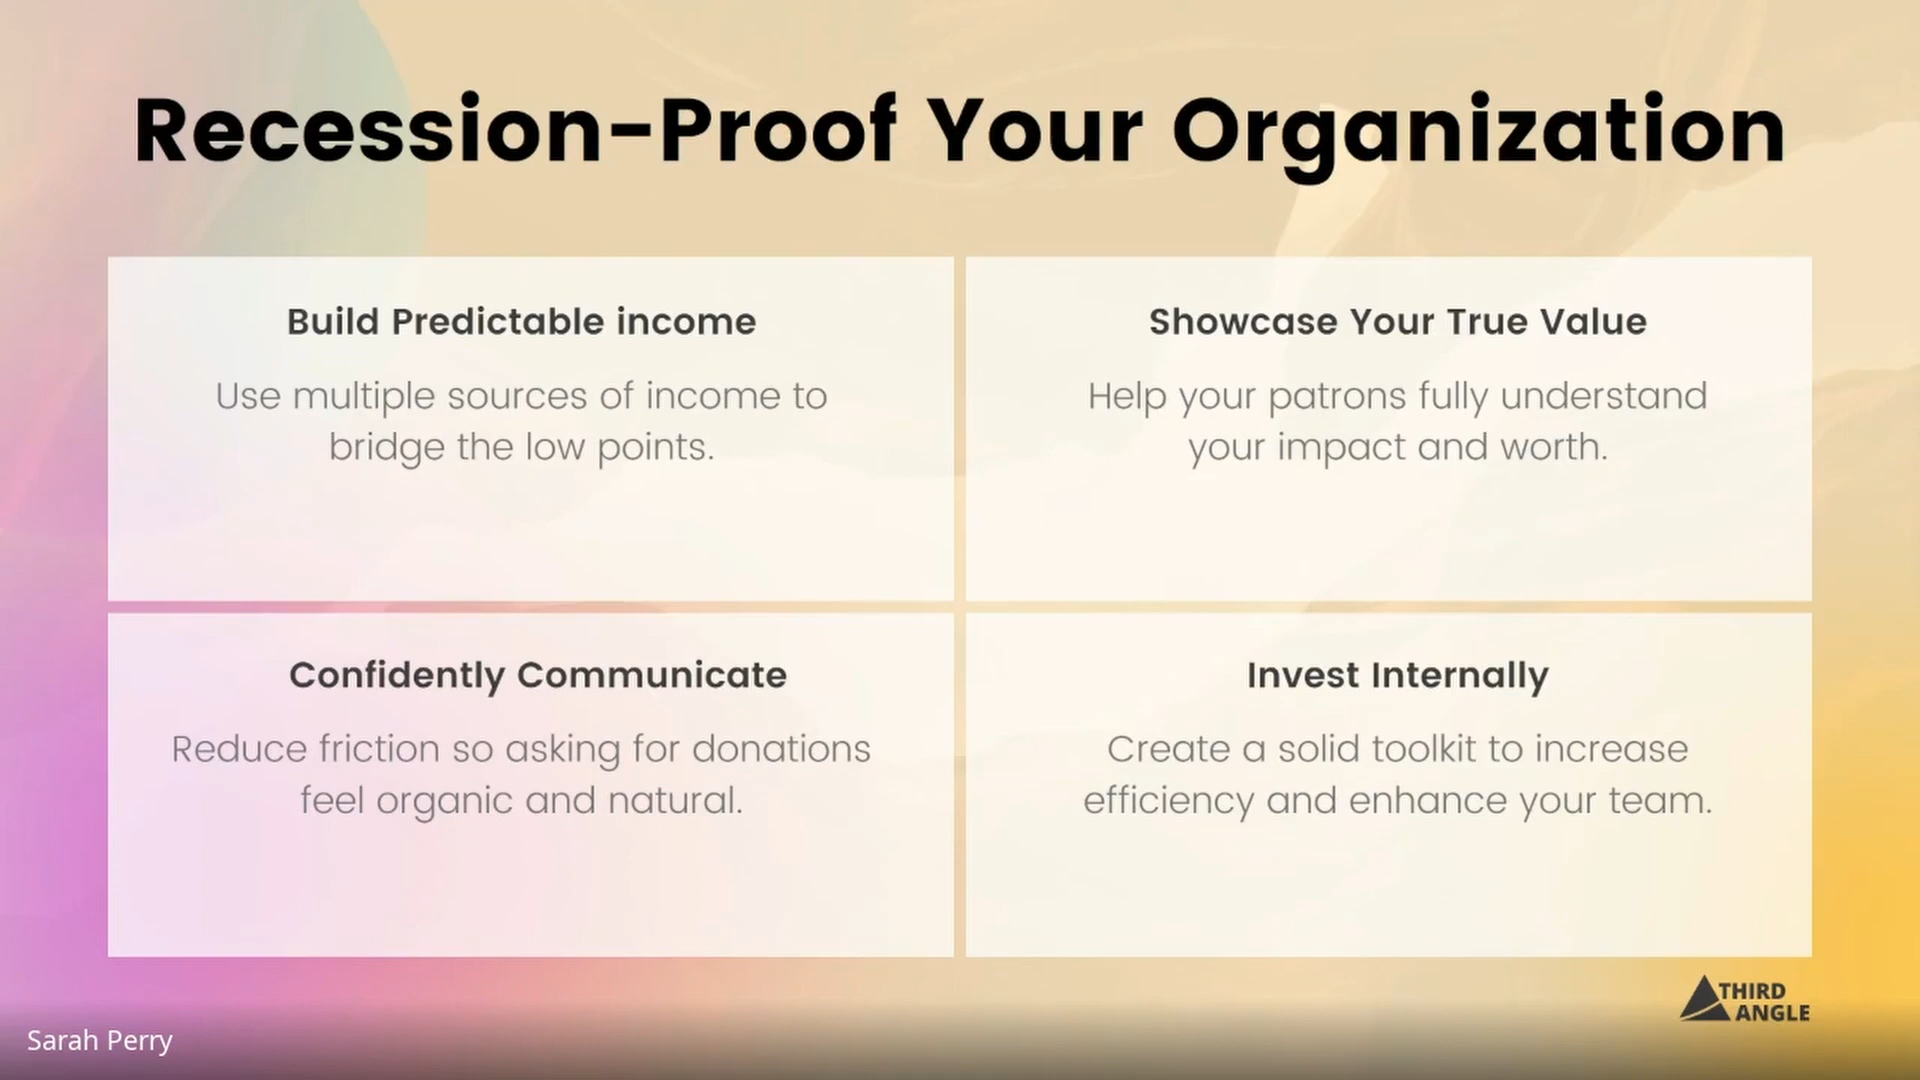 Recession-Proof Your Organization
Build Predictable income
Use multiple sources of income to
bridge the low points.
Showcase Your True Value
Help your patrons fully understand
your impact and worth.
Confidently Communicate
Reduce friction so asking for donations
feel organic and natural.
Invest Internally
Create a solid toolkit to increase
efficiency and enhance your team.
THIRD
ANGLE
Sarah Perry